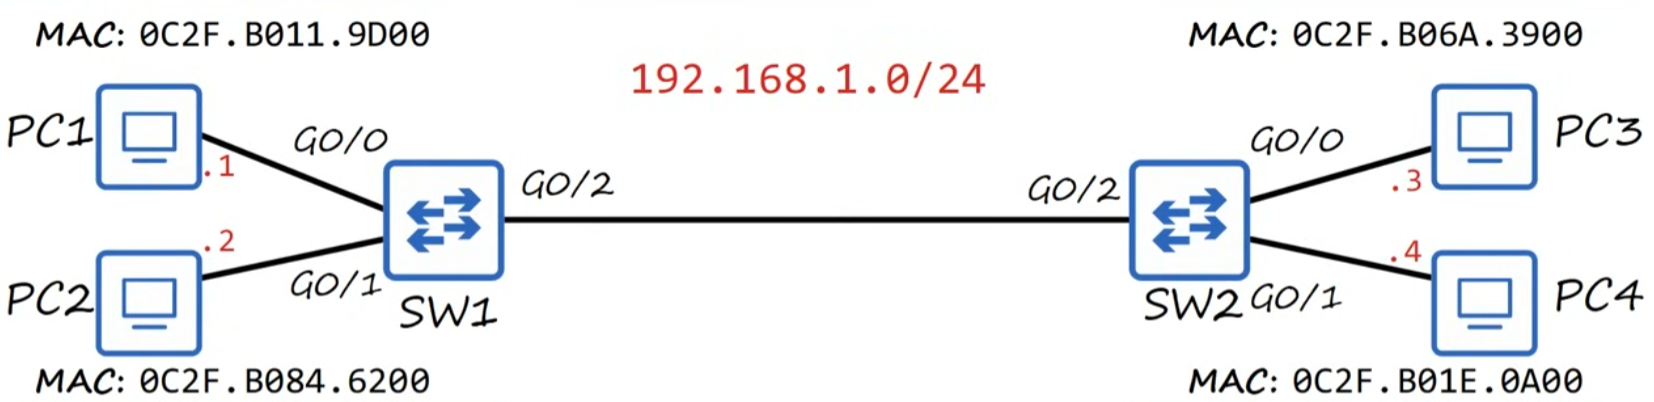 MAC: 0C2F.B011.9D00
MAC: 0C2F.B06A.3900
192.168.1.0/24
PC1
.1
G0/0
G0/2
G0/2
G0/0
.3
PC3
PC2
.2
G0/1
SW1
SW2
G0/1
.4
PC4
MAC: 0C2F.B084.6200
MAC: 0C2F.B01E.0A00